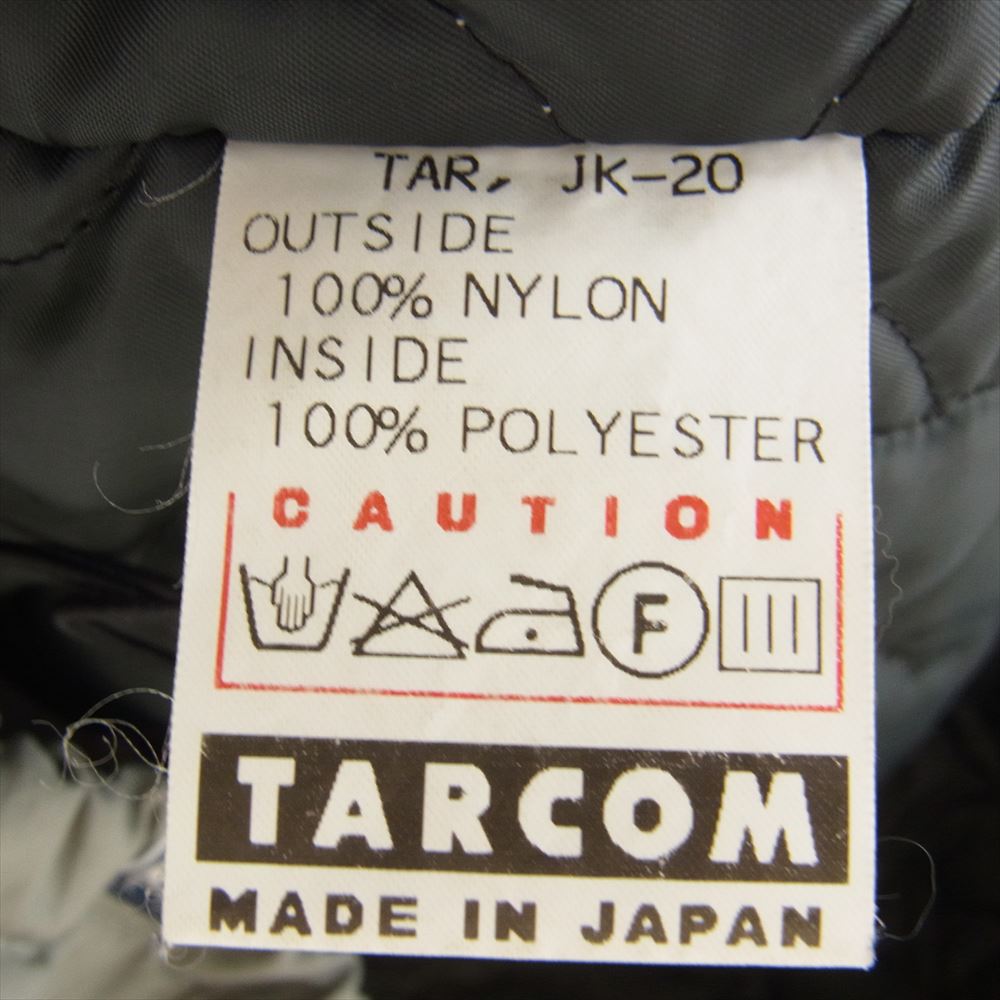 TAR, JK-20
OUTSIDE
100% NYLON
INSIDE
100% POLYESTER
CAUTION
F
TARCOM
MADE IN JAPAN